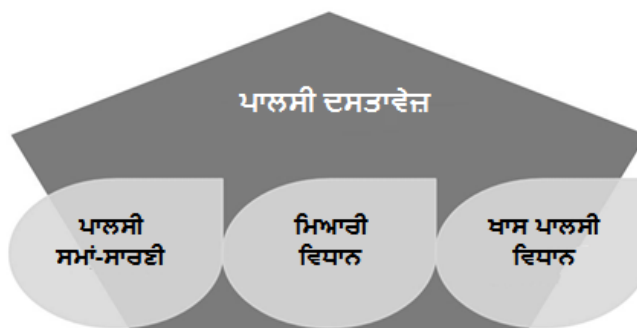 ਪਾਲਸੀ ਦਸਤਾਵੇਜ਼
ਪਾਲਸੀ
ਸਮਾਂ-ਸਾਰਣੀ
ਮਿਆਰੀ
ਵਿਧਾਨ
ਖਾਸ ਪਾਲਸੀ
ਵਿਧਾਨ